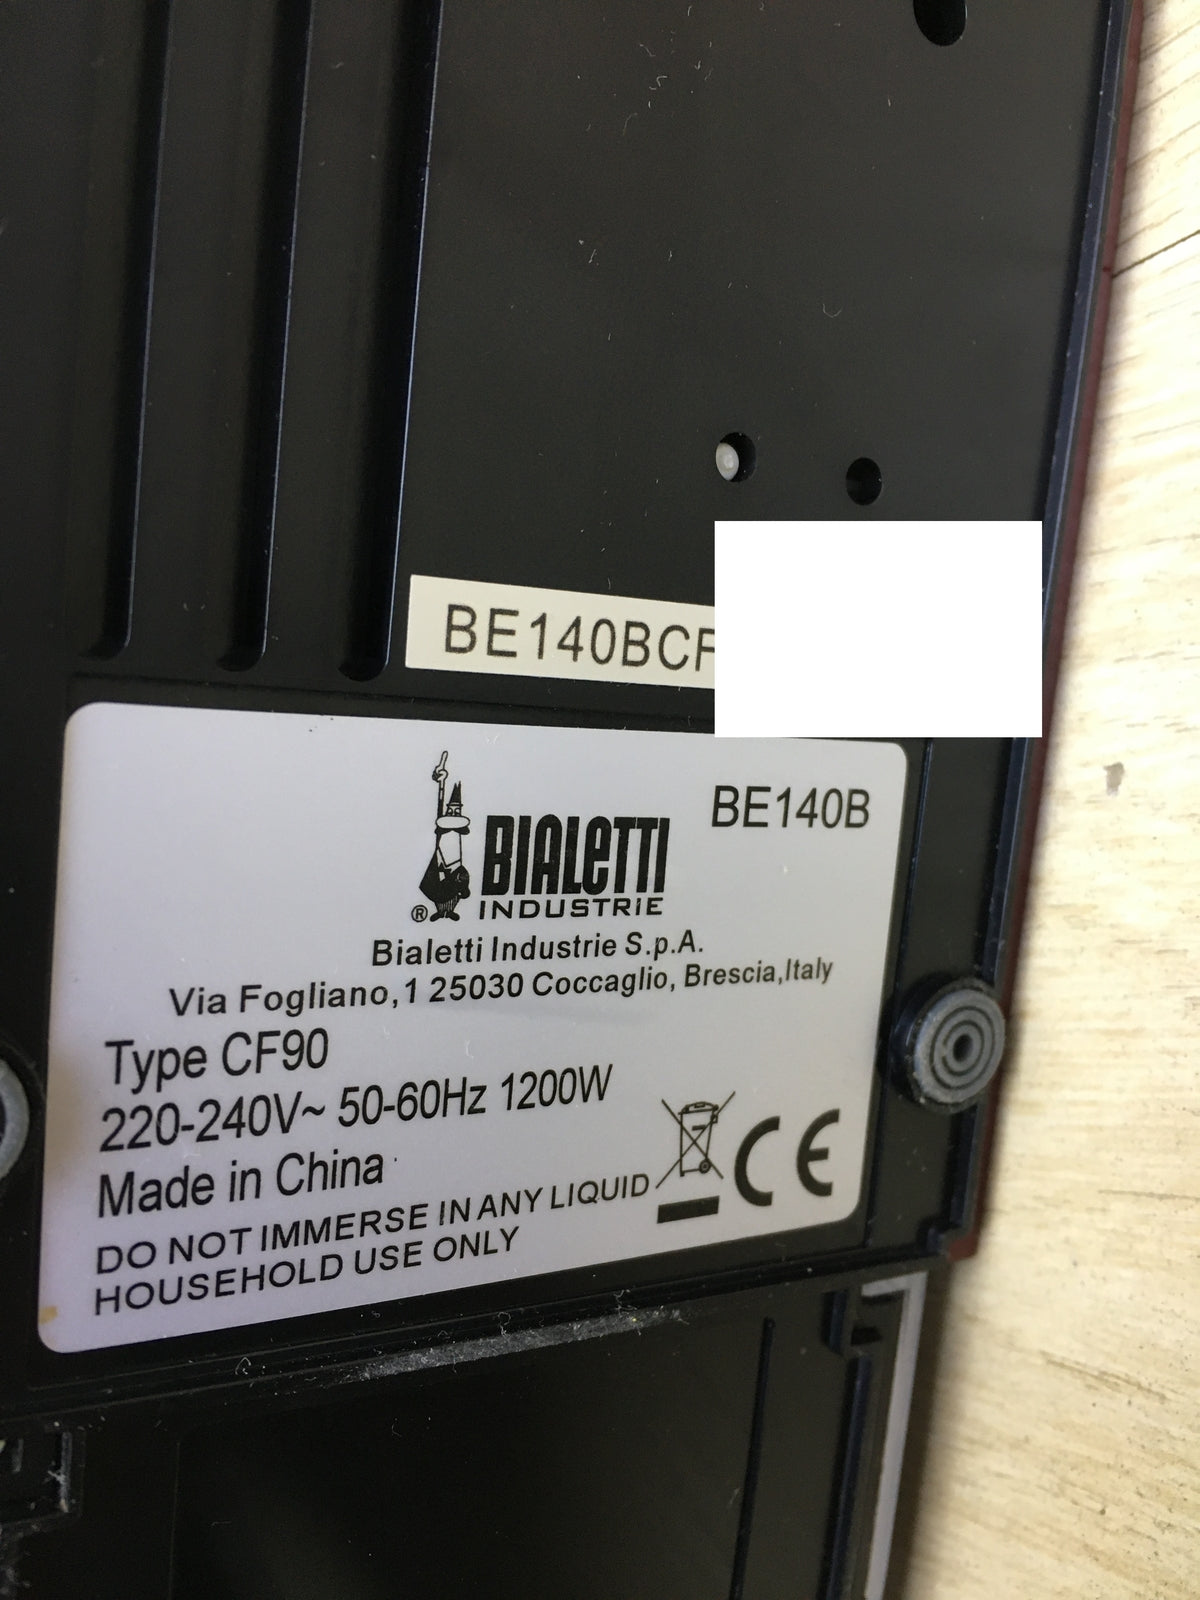 BE140BCF
BE140B
BIALETTI
® INDUSTRIE
Bialetti Industrie S.p.A.
Via Fogliano,1 25030 Coccaglio, Brescia,Italy
Type CF90
220-240V~ 50-60Hz 1200W
Made in China
DO NOT IMMERSE IN ANY LIQUID
HOUSEHOLD USE ONLY
CE